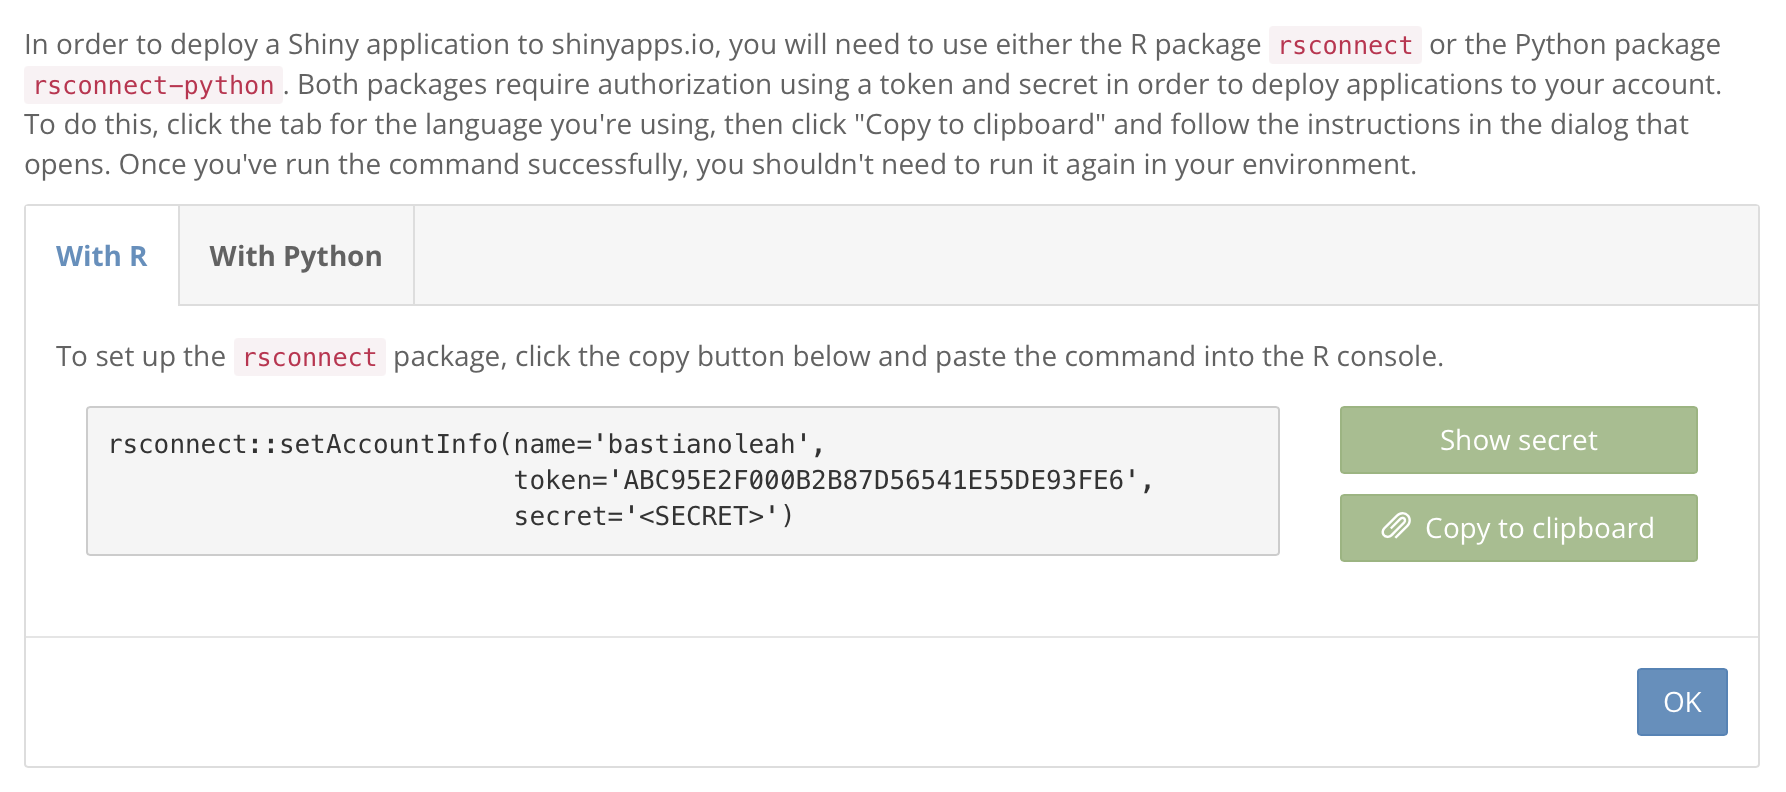 In order to deploy a Shiny application to shinyapps.io, you will need to use either the R package rsconnect or the Python package
rsconnect-python. Both packages require authorization using a token and secret in order to deploy applications to your account.
To do this, click the tab for the language you're using, then click "Copy to clipboard" and follow the instructions in the dialog that
opens. Once you've run the command successfully, you shouldn't need to run it again in your environment.
With R
With Python
To set up the rsconnect package, click the copy button below and paste the command into the R console.
rsconnect::setAccountInfo(name='bastianoleah',
token='ABC95E2F000B2B87D56541E55DE93FE6',
secret='<SECRET>')
Show secret
Copy to clipboard
OK